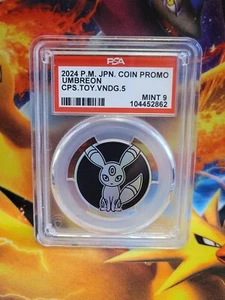 PSA
2024 P.M. JPN. COIN PROMO
UMBREON
CPS.TOY.VNDG.5
MINT 9
104452862